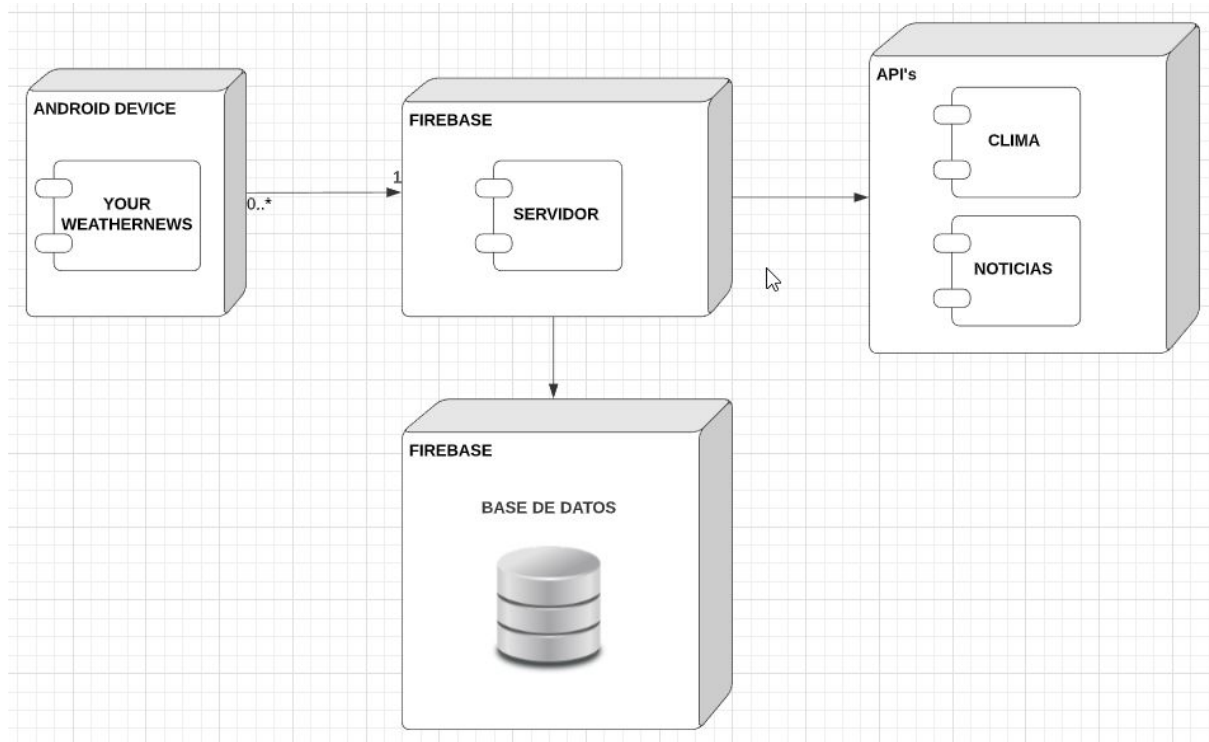 ANDROID DEVICE
YOUR
WEATHERNEWS
0..*
1
FIREBASE
SERVIDOR
API's
CLIMA
NOTICIAS
FIREBASE
BASE DE DATOS